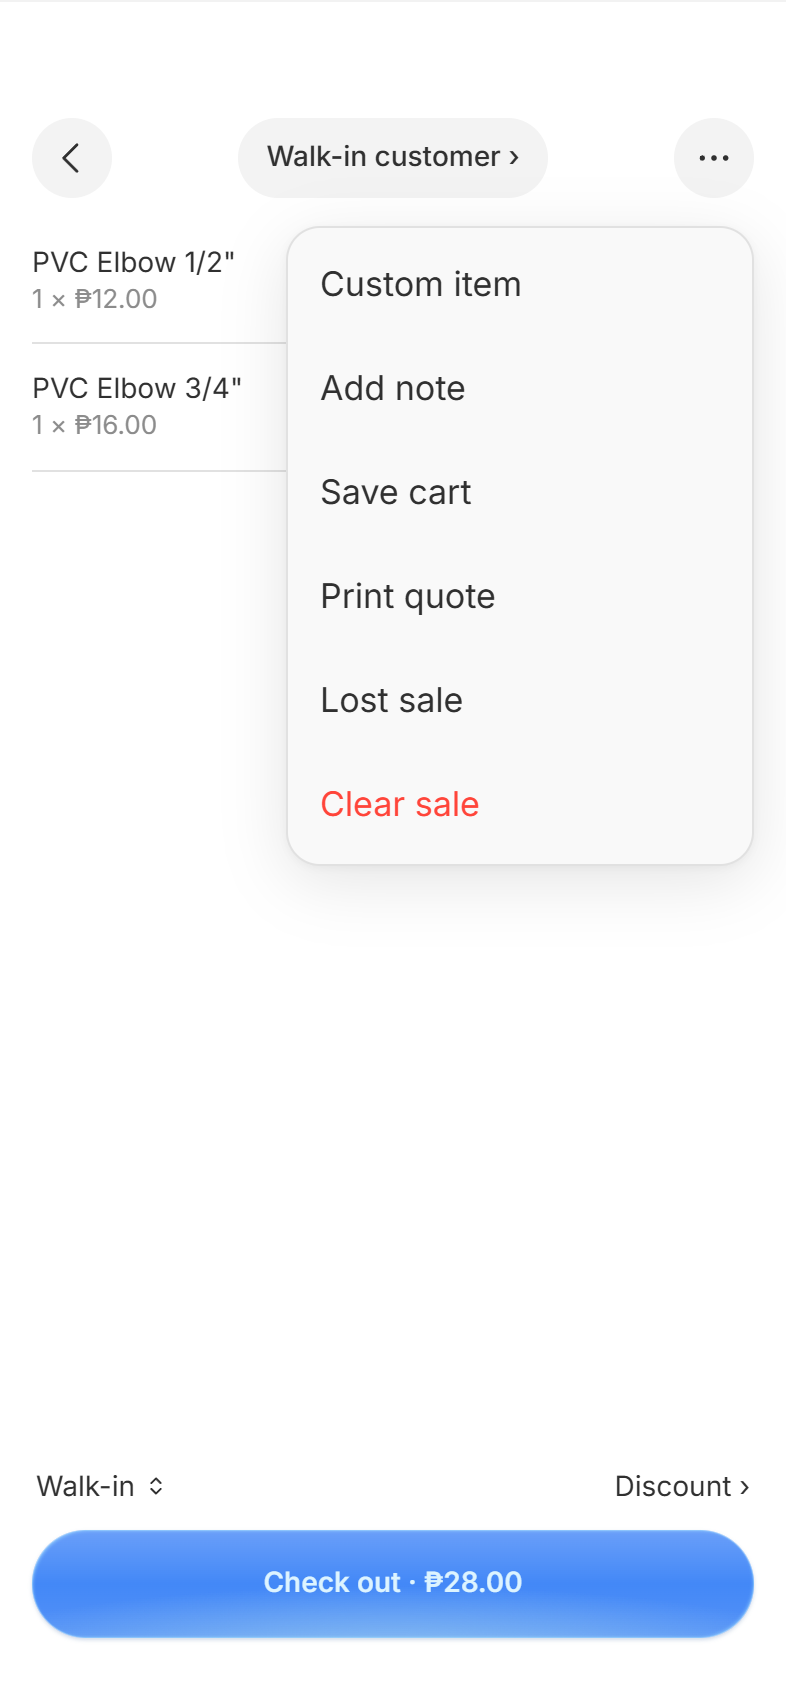 Walk-in customer ›
PVC Elbow 1/2"
1 × ₱12.00
PVC Elbow 3/4"
1 × ₱16.00
Custom item
Add note
Save cart
Print quote
Lost sale
Clear sale
Walk-in
Discount ›
Check out · ₱28.00